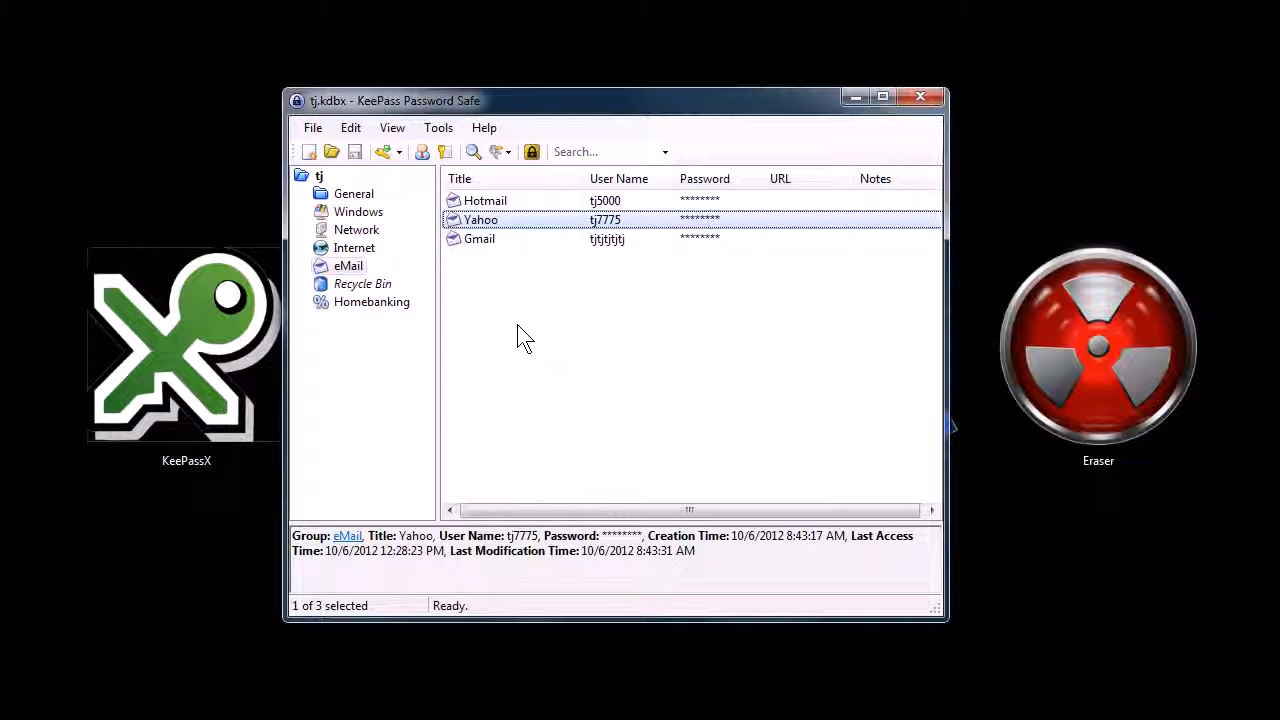 tj.kdbx - KeePass Password Safe
File Edit View Tools Help
Search...
tj
General
Windows
Network
Internet
eMail
Recycle Bin
Homebanking
Title User Name Password URL Notes
Hotmail tj5000 ********
Yahoo tj7775 ********
Gmail tjtjtjtjtj ********
Group: eMail, Title: Yahoo, User Name: tj7775, Password: ********, Creation Time: 10/6/2012 8:43:17 AM, Last Access
Time: 10/6/2012 12:28:23 PM, Last Modification Time: 10/6/2012 8:43:31 AM
1 of 3 selected Ready.
KeePassX
Eraser